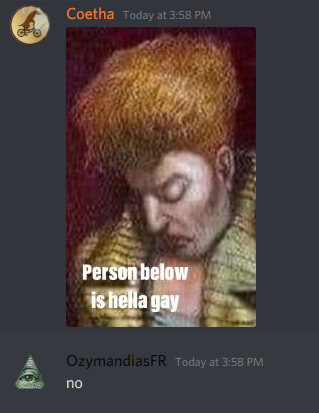 Coetha Today at 3:58 PM
Person below
is hella gay
OzymandiasFR Today at 3:58 PM
no